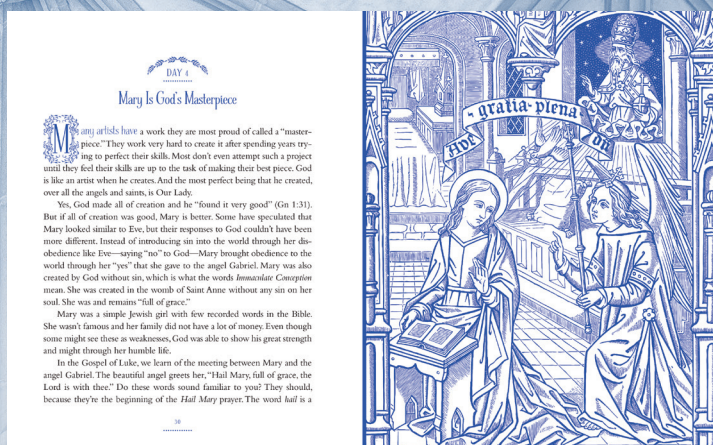 DAY 4
Mary Is God's Masterpiece
Many artists have a work they are most proud of called a “master-
piece.” They work very hard to create it after spending years try-
ing to perfect their skills. Most don’t even attempt such a project
until they feel their skills are up to the task of making their best piece. God
is like an artist when he creates. And the most perfect being that he created,
over all the angels and saints, is Our Lady.
Yes, God made all of creation and he “found it very good” (Gn 1:31).
But if all of creation was good, Mary is better. Some have speculated that
Mary looked similar to Eve, but their responses to God couldn’t have been
more different. Instead of introducing sin into the world through her dis-
obedience like Eve—saying “no” to God—Mary brought obedience to the
world through her “yes” that she gave to the angel Gabriel. Mary was also
created by God without sin, which is what the words Immaculate Conception
mean. She was created in the womb of Saint Anne without any sin on her
soul. She was and remains “full of grace.”
Mary was a simple Jewish girl with few recorded words in the Bible.
She wasn’t famous and her family did not have a lot of money. Even though
some might see these as weaknesses, God was able to show his great strength
and might through her humble life.
In the Gospel of Luke, we learn of the meeting between Mary and the
angel Gabriel. The beautiful angel greets her, “Hail Mary, full of grace, the
Lord is with thee.” Do these words sound familiar to you? They should,
because they’re the beginning of the Hail Mary prayer. The word hail is a
30
Ave gratia plena